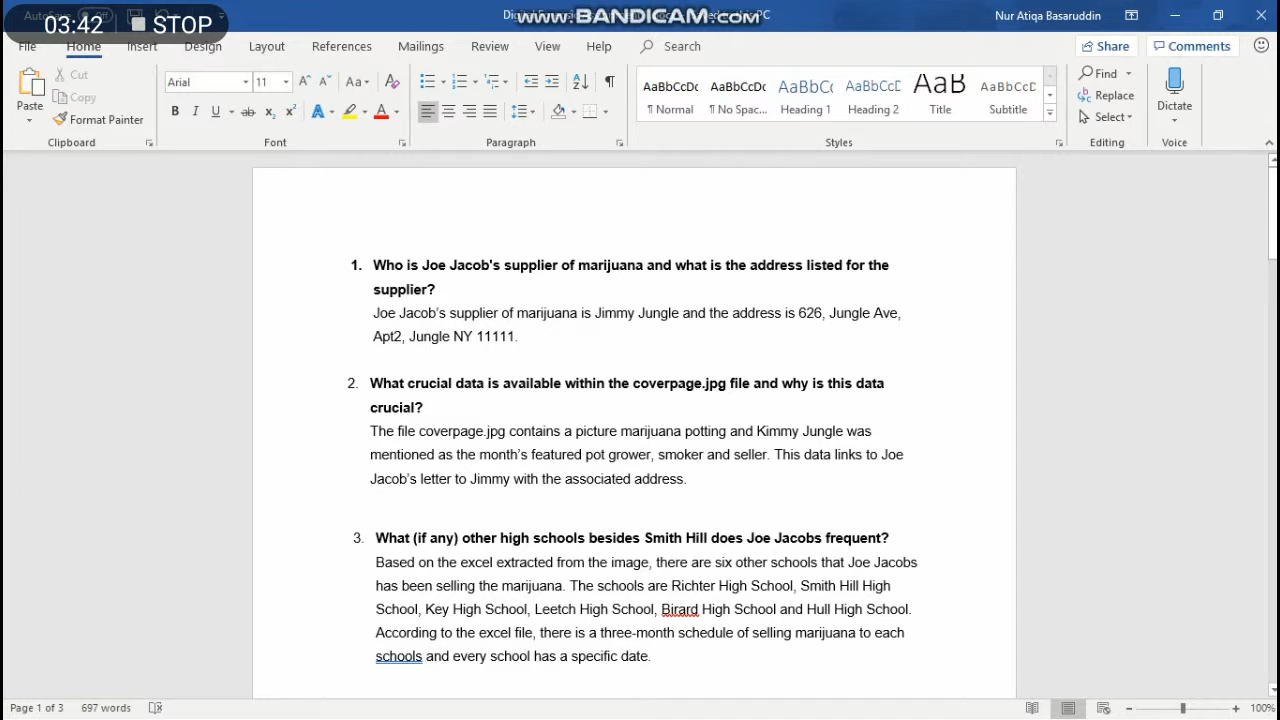 03:42 STOP
www.BANDICAM.com
Nur Atiqa Basaruddin
File Home Insert Design Layout References Mailings Review View Help Search
Share Comments
Paste
Cut
Copy
Format Painter
Arial 11
AaBbCcDc AaBbCcDc AaBbCc AaBbCcD AaB AaBbCcD
¶ Normal ¶ No Spac... Heading 1 Heading 2 Title Subtitle
Find
Replace
Select
Dictate
Clipboard Font Paragraph Styles Editing Voice
1. Who is Joe Jacob's supplier of marijuana and what is the address listed for the
supplier?
Joe Jacob’s supplier of marijuana is Jimmy Jungle and the address is 626, Jungle Ave,
Apt2, Jungle NY 11111.
2. What crucial data is available within the coverpage.jpg file and why is this data
crucial?
The file coverpage.jpg contains a picture marijuana potting and Kimmy Jungle was
mentioned as the month’s featured pot grower, smoker and seller. This data links to Joe
Jacob’s letter to Jimmy with the associated address.
3. What (if any) other high schools besides Smith Hill does Joe Jacobs frequent?
Based on the excel extracted from the image, there are six other schools that Joe Jacobs
has been selling the marijuana. The schools are Richter High School, Smith Hill High
School, Key High School, Leetch High School, Birard High School and Hull High School.
According to the excel file, there is a three-month schedule of selling marijuana to each
schools and every school has a specific date.
Page 1 of 3 697 words
100%